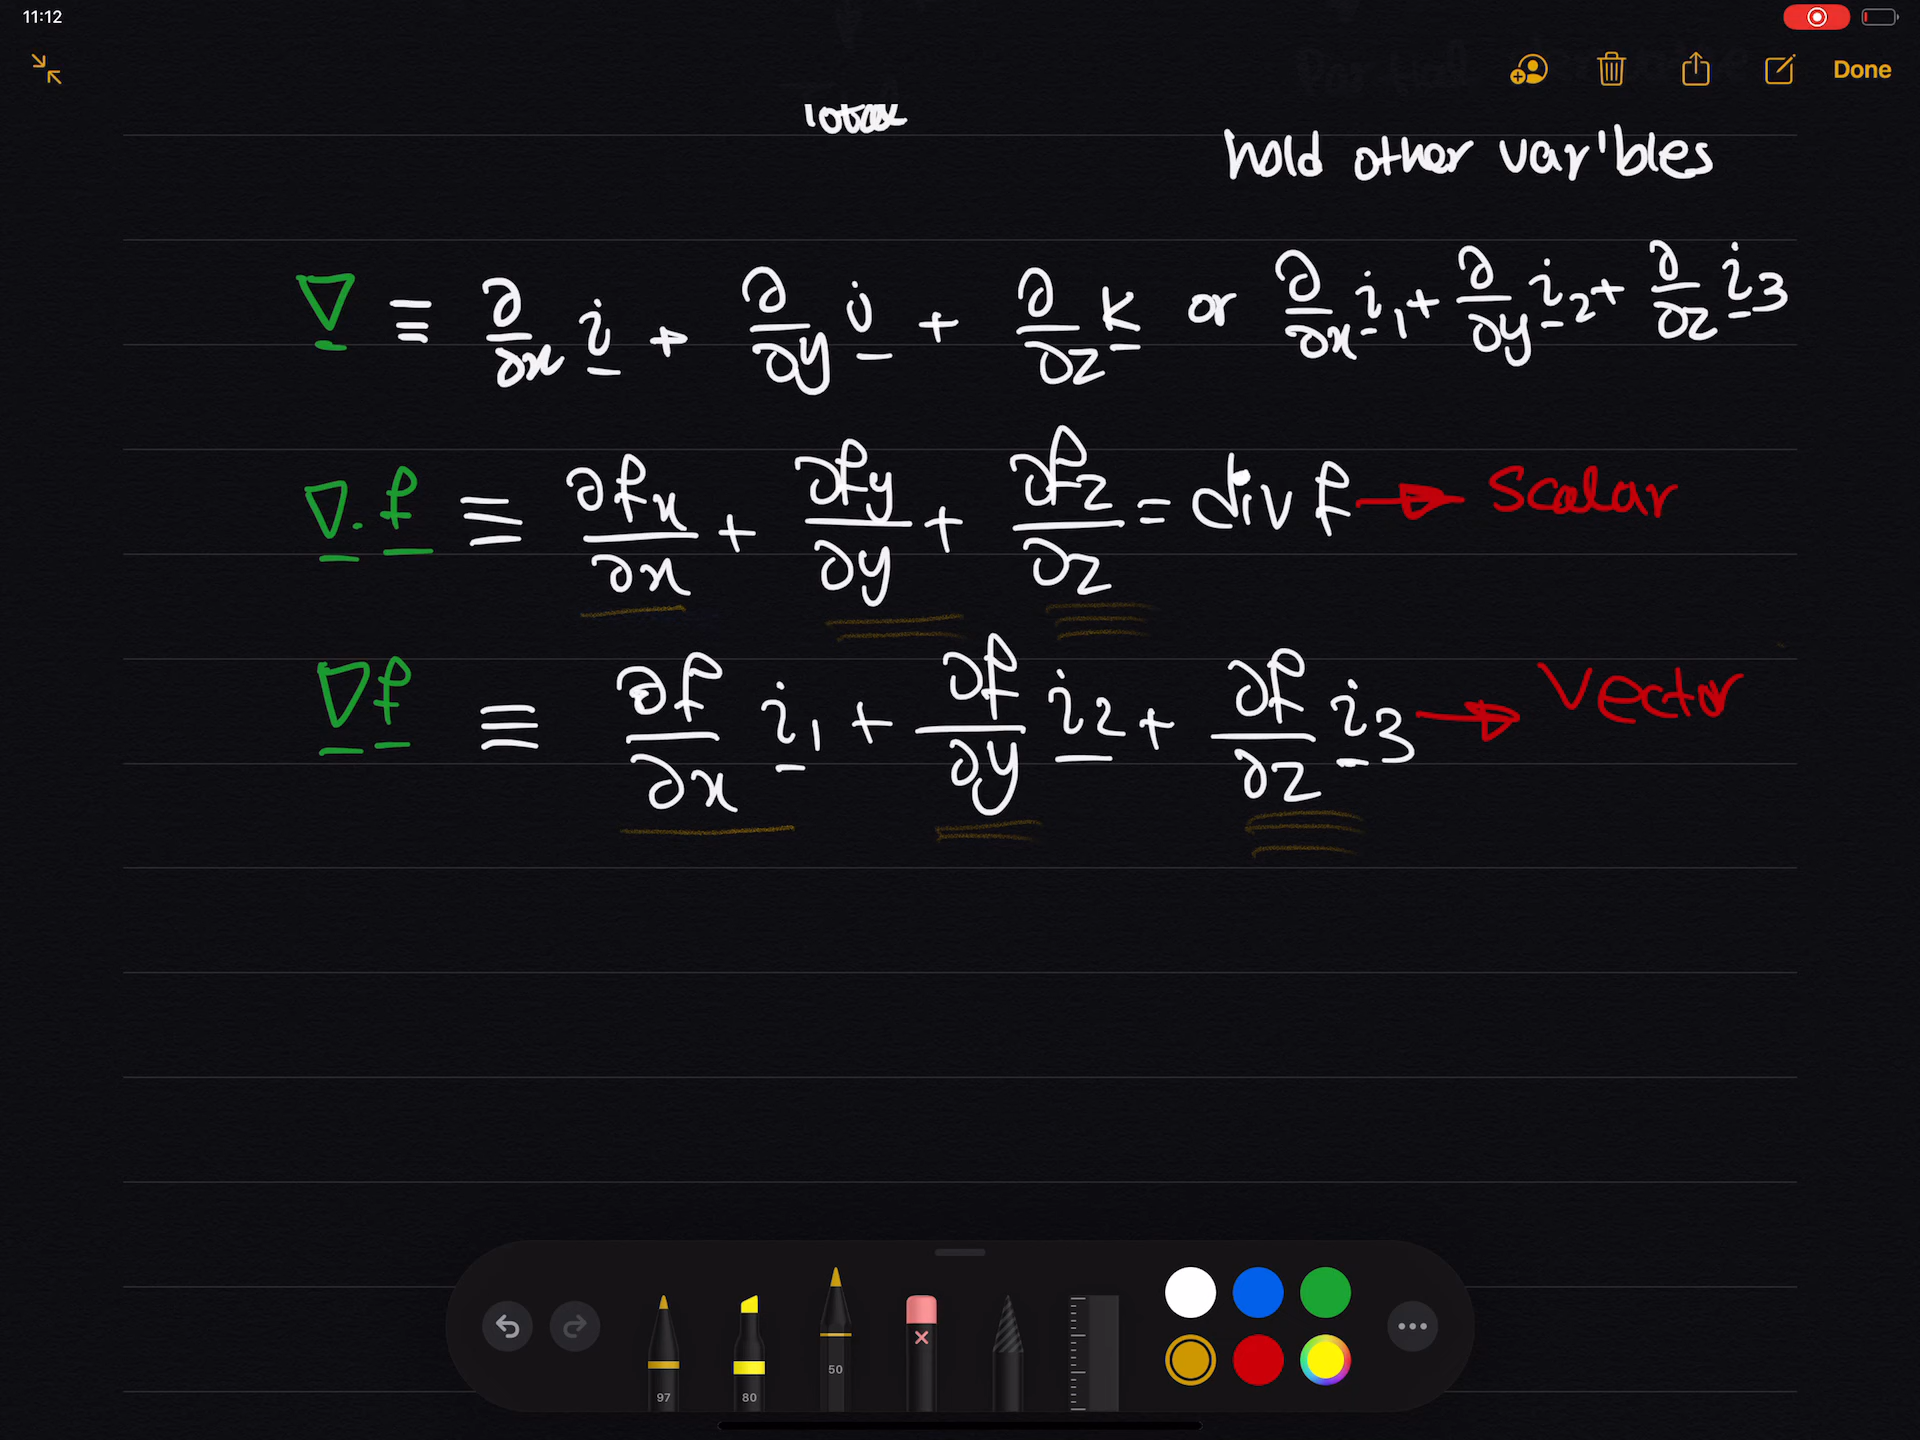 11:12
Done
Total
hold other var'bles
∇ ≡ ∂/∂x i + ∂/∂y j + ∂/∂z k or ∂/∂x i1 + ∂/∂y i2 + ∂/∂z i3
∇.f ≡ ∂fx/∂x + ∂fy/∂y + ∂fz/∂z = div f → Scalar
∇f ≡ ∂f/∂x i1 + ∂f/∂y i2 + ∂f/∂z i3 → Vector
97 80 50